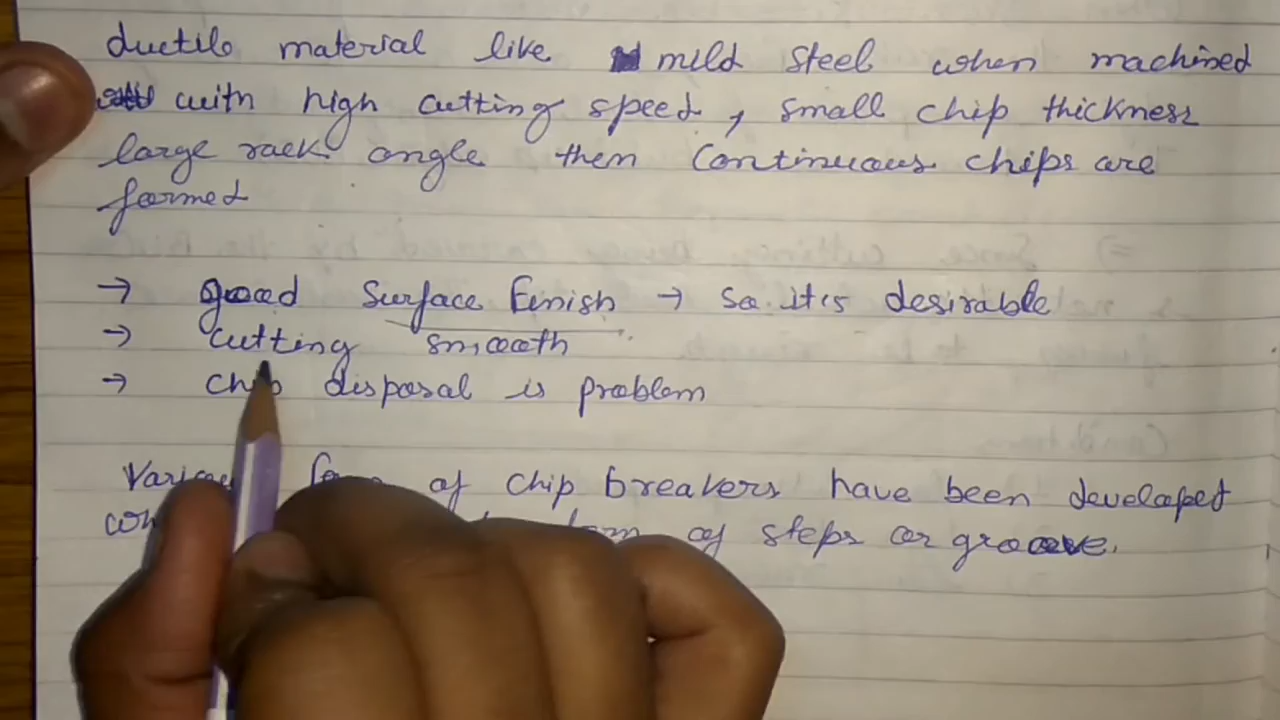 ductile material like mild steel when machined
with high cutting speed, small chip thickness
large rack angle then continuous chips are
formed
→ good Surface Finish → so it is desirable
→ cutting smooth
→ chip disposal is problem
of chip breakers have been developed
of steps or groove.